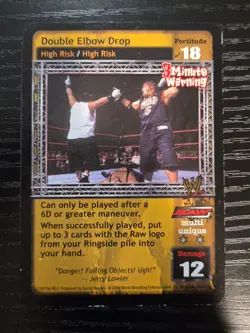 Double Elbow Drop
Fortitude
High Risk / High Risk
18
3 Minute
Warning
Can only be played after a
6D or greater maneuver.
When successfully played, put
up to 3 cards with the Raw logo
from your Ringside pile into
your hand.
RAW
multi
unique
"Danger! Falling Objects! Ugh!"
– Jerry Lawler
Damage
12